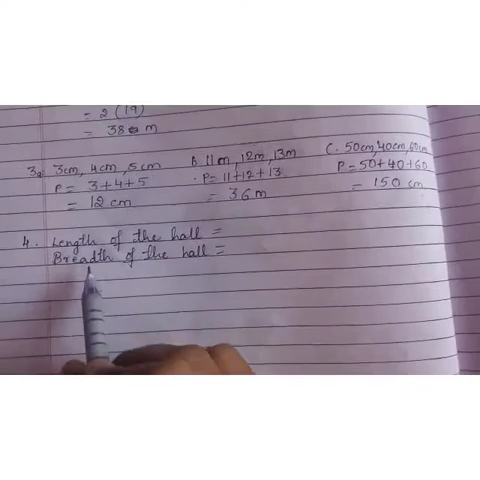 = 2 (19)
= 38 m
3a 3cm, 4cm, 5cm
P = 3+4+5
= 12 cm
b. 11m, 12m, 13m
P = 11+12+13
= 36 m
C. 50cm, 40cm, 60cm
P = 50+40+60
= 150 cm
4. Length of the hall =
Breadth of the hall =